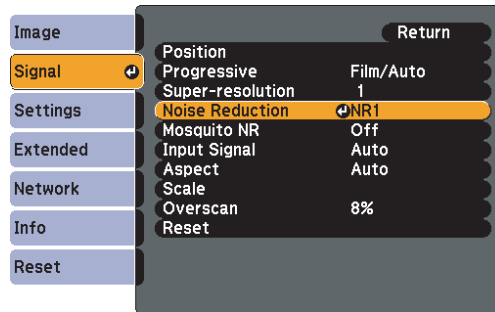 Image
Signal
Settings
Extended
Network
Info
Reset
Return
Position
Progressive Film/Auto
Super-resolution 1
Noise Reduction NR1
Mosquito NR Off
Input Signal Auto
Aspect Auto
Scale
Overscan 8%
Reset